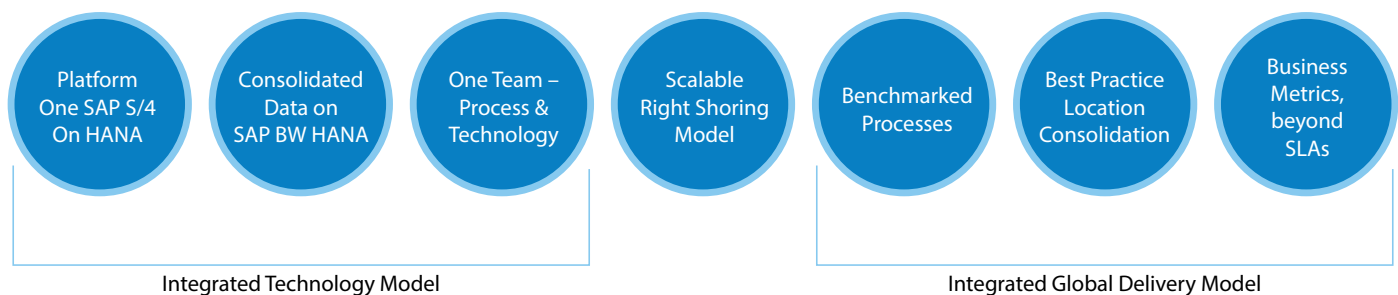 Platform
One SAP S/4
On HANA
Consolidated
Data on
SAP BW HANA
One Team –
Process &
Technology
Scalable
Right Shoring
Model
Benchmarked
Processes
Best Practice
Location
Consolidation
Business
Metrics,
beyond
SLAs
Integrated Technology Model
Integrated Global Delivery Model